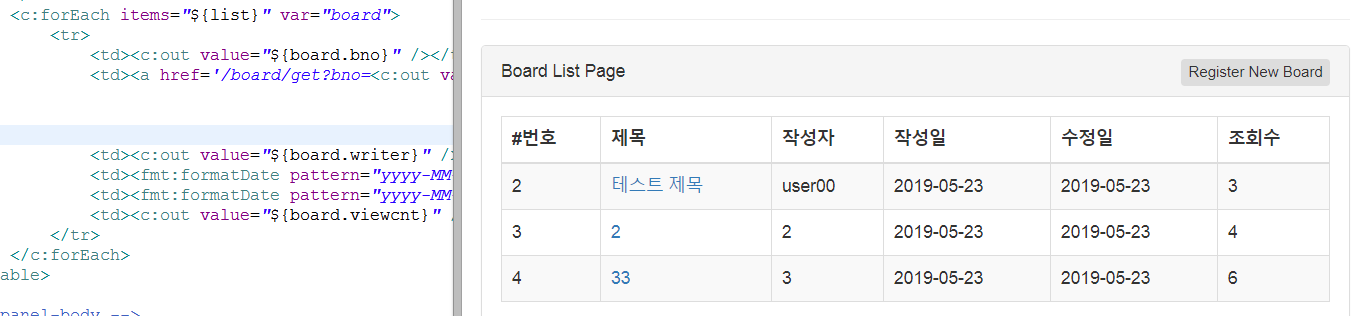 <c:forEach items="${list}" var="board">
<tr>
<td><c:out value="${board.bno}" /></
<td><a href='/board/get?bno=<c:out va
<td><c:out value="${board.writer}" /
<td><fmt:formatDate pattern="yyyy-MM
<td><fmt:formatDate pattern="yyyy-MM
<td><c:out value="${board.viewcnt}" /
</tr>
</c:forEach>
able>
panel-body -->
Board List Page Register New Board
#번호 제목 작성자 작성일 수정일 조회수
2 테스트 제목 user00 2019-05-23 2019-05-23 3
3 2 2 2019-05-23 2019-05-23 4
4 33 3 2019-05-23 2019-05-23 6